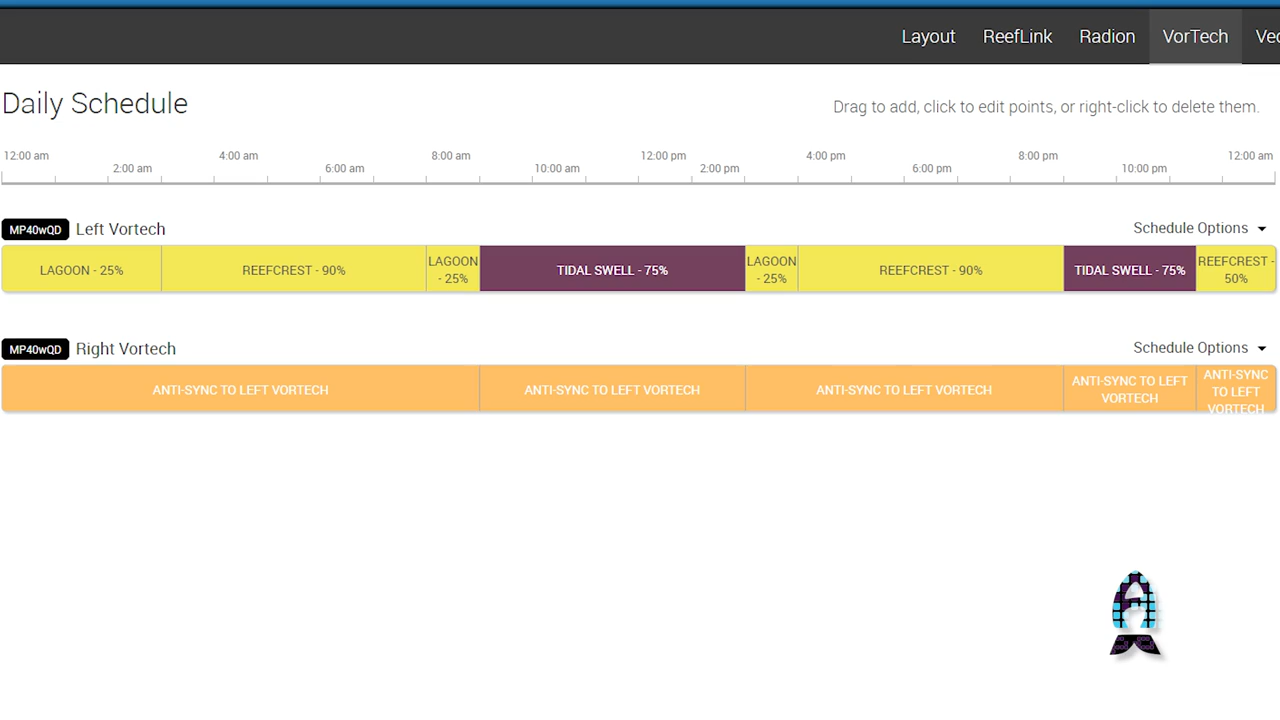 Layout ReefLink Radion VorTech Vec
Daily Schedule
Drag to add, click to edit points, or right-click to delete them.
12:00 am 4:00 am 8:00 am 12:00 pm 4:00 pm 8:00 pm 12:00 am
2:00 am 6:00 am 10:00 am 2:00 pm 6:00 pm 10:00 pm
MP40wQD Left Vortech Schedule Options
LAGOON - 25%
REEFCREST - 90%
LAGOON
- 25%
TIDAL SWELL - 75%
LAGOON
- 25%
REEFCREST - 90%
TIDAL SWELL - 75%
REEFCREST -
50%
MP40wQD Right Vortech Schedule Options
ANTI-SYNC TO LEFT VORTECH
ANTI-SYNC TO LEFT VORTECH
ANTI-SYNC TO LEFT VORTECH
ANTI-SYNC TO LEFT
VORTECH
ANTI-SYNC
TO LEFT
VORTECH